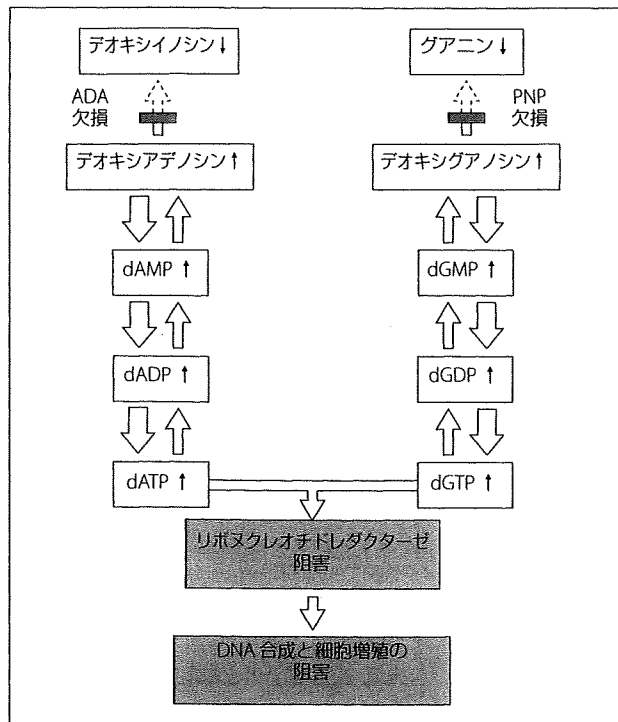 デオキシイノシン↓
グアニン↓
ADA
欠損
PNP
欠損
デオキシアデノシン↑
デオキシグアノシン↑
dAMP ↑
dGMP ↑
dADP ↑
dGDP ↑
dATP ↑
dGTP ↑
リボヌクレオチドレダクターゼ
阻害
DNA 合成と細胞増殖の
阻害